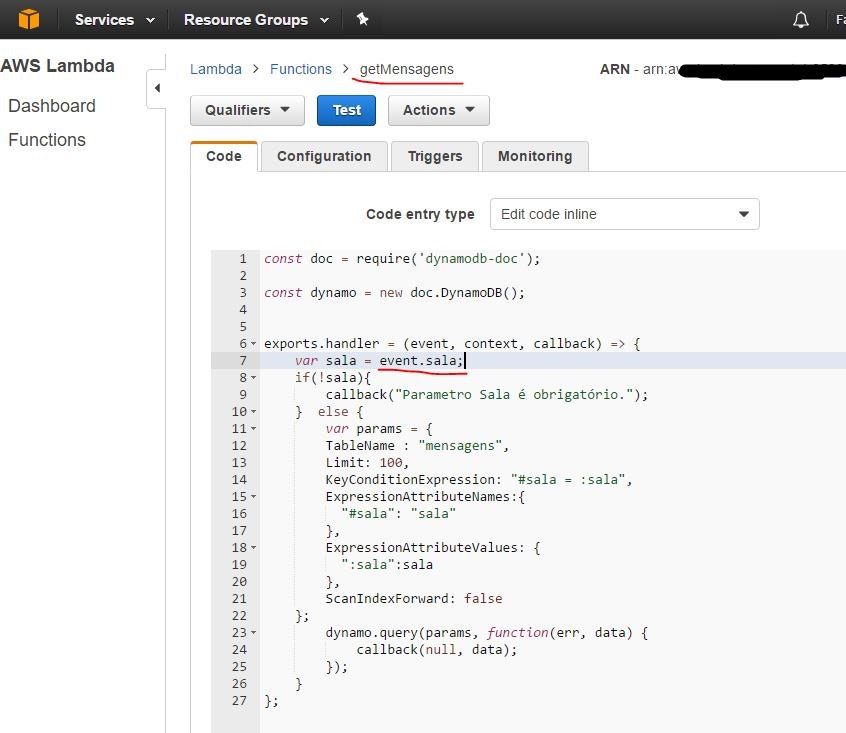 Services Resource Groups Fa
AWS Lambda
Dashboard
Functions
Lambda > Functions > getMensagens
ARN - arn:aw
Qualifiers Test Actions
Code Configuration Triggers Monitoring
Code entry type Edit code inline
1 const doc = require('dynamodb-doc');
2
3 const dynamo = new doc.DynamoDB();
4
5
6 exports.handler = (event, context, callback) => {
7 var sala = event.sala;
8 if(!sala){
9 callback("Parametro Sala é obrigatório.");
10 } else {
11 var params = {
12 TableName : "mensagens",
13 Limit: 100,
14 KeyConditionExpression: "#sala = :sala",
15 ExpressionAttributeNames:{
16 "#sala": "sala"
17 },
18 ExpressionAttributeValues: {
19 ":sala":sala
20 },
21 ScanIndexForward: false
22 };
23 dynamo.query(params, function(err, data) {
24 callback(null, data);
25 });
26 }
27 };